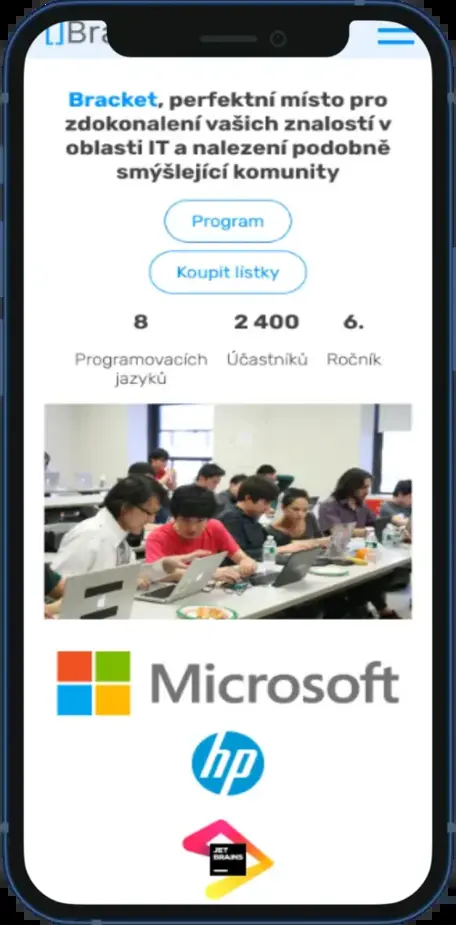 []Bra
Bracket, perfektní místo pro
zdokonalení vašich znalostí v
oblasti IT a nalezení podobně
smýšlející komunity
Program
Koupit lístky
8
2 400
6.
Programovacích
jazyků
Účastníků
Ročník
Microsoft
hp
JET
BRAINS